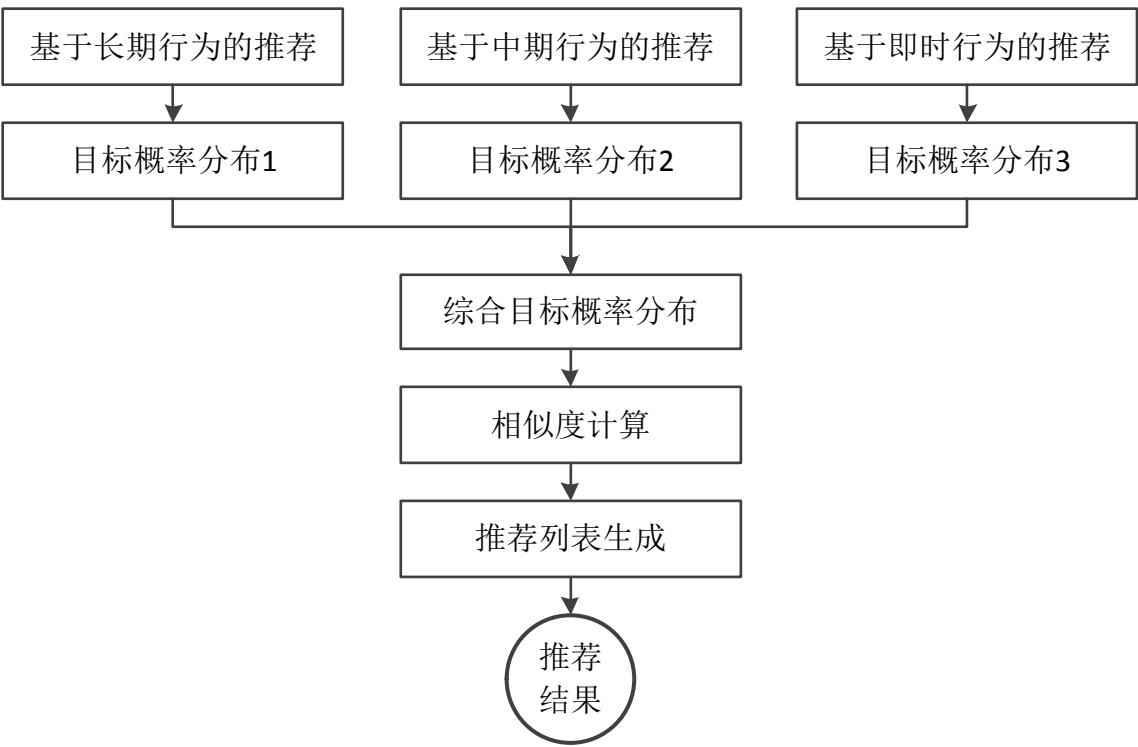 基于长期行为的推荐
基于中期行为的推荐
基于即时行为的推荐
目标概率分布1
目标概率分布2
目标概率分布3
综合目标概率分布
相似度计算
推荐列表生成
推荐
结果